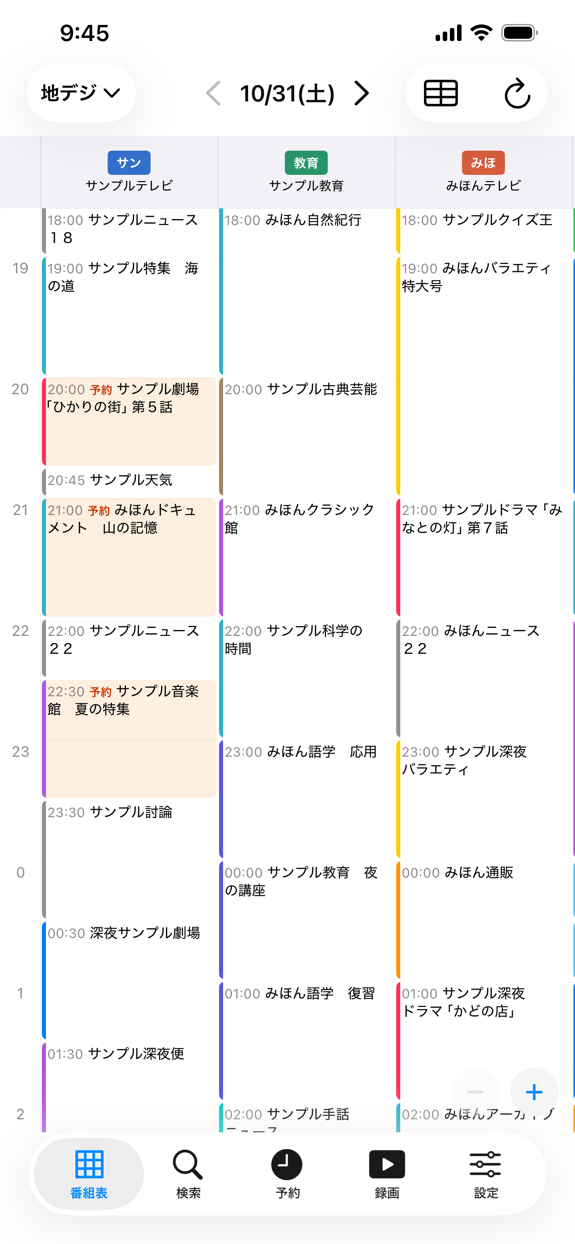 9:45
地デジ
10/31(土)
サン
サンプルテレビ
教育
サンプル教育
みほ
みほんテレビ
18:00 サンプルニュース
１８
18:00 みほん自然紀行
18:00 サンプルクイズ王
19
19:00 サンプル特集　海
の道
19:00 みほんバラエティ
特大号
20
20:00 予約 サンプル劇場
「ひかりの街」第５話
20:00 サンプル古典芸能
20:45 サンプル天気
21
21:00 予約 みほんドキュ
メント　山の記憶
21:00 みほんクラシック
館
21:00 サンプルドラマ「み
なとの灯」第７話
22
22:00 サンプルニュース
２２
22:00 サンプル科学の
時間
22:00 みほんニュース
２２
22:30 予約 サンプル音楽
館　夏の特集
23
23:00 みほん語学　応用
23:00 サンプル深夜
バラエティ
23:30 サンプル討論
0
00:00 サンプル教育　夜
の講座
00:00 みほん通販
00:30 深夜サンプル劇場
1
01:00 みほん語学　復習
01:00 サンプル深夜
ドラマ「かどの店」
01:30 サンプル深夜便
2
02:00 サンプル手話
ニュース
02:00 みほんアーカイブ
番組表
検索
予約
録画
設定